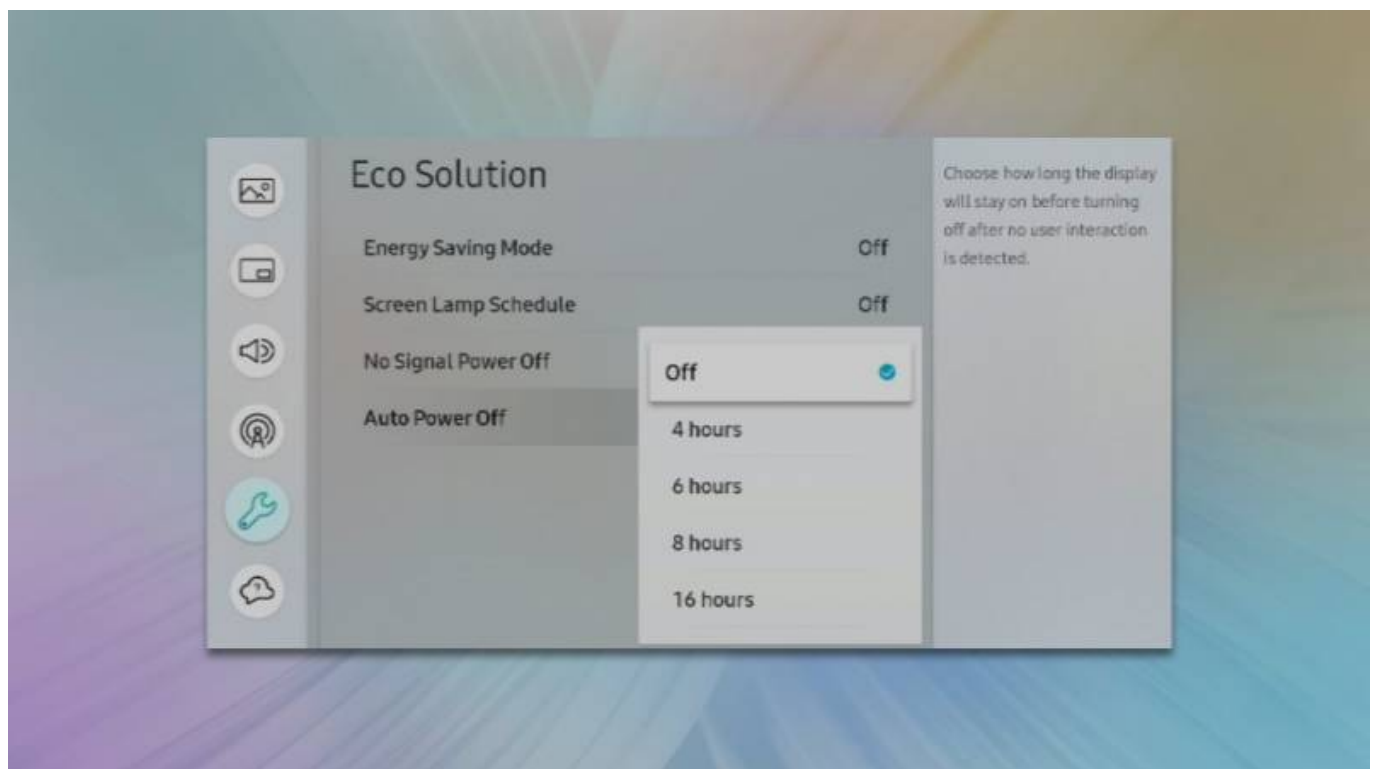 Eco Solution
Energy Saving Mode Off
Screen Lamp Schedule Off
No Signal Power Off
Auto Power Off
Off
4 hours
6 hours
8 hours
16 hours
Choose how long the display
will stay on before turning
off after no user interaction
is detected.